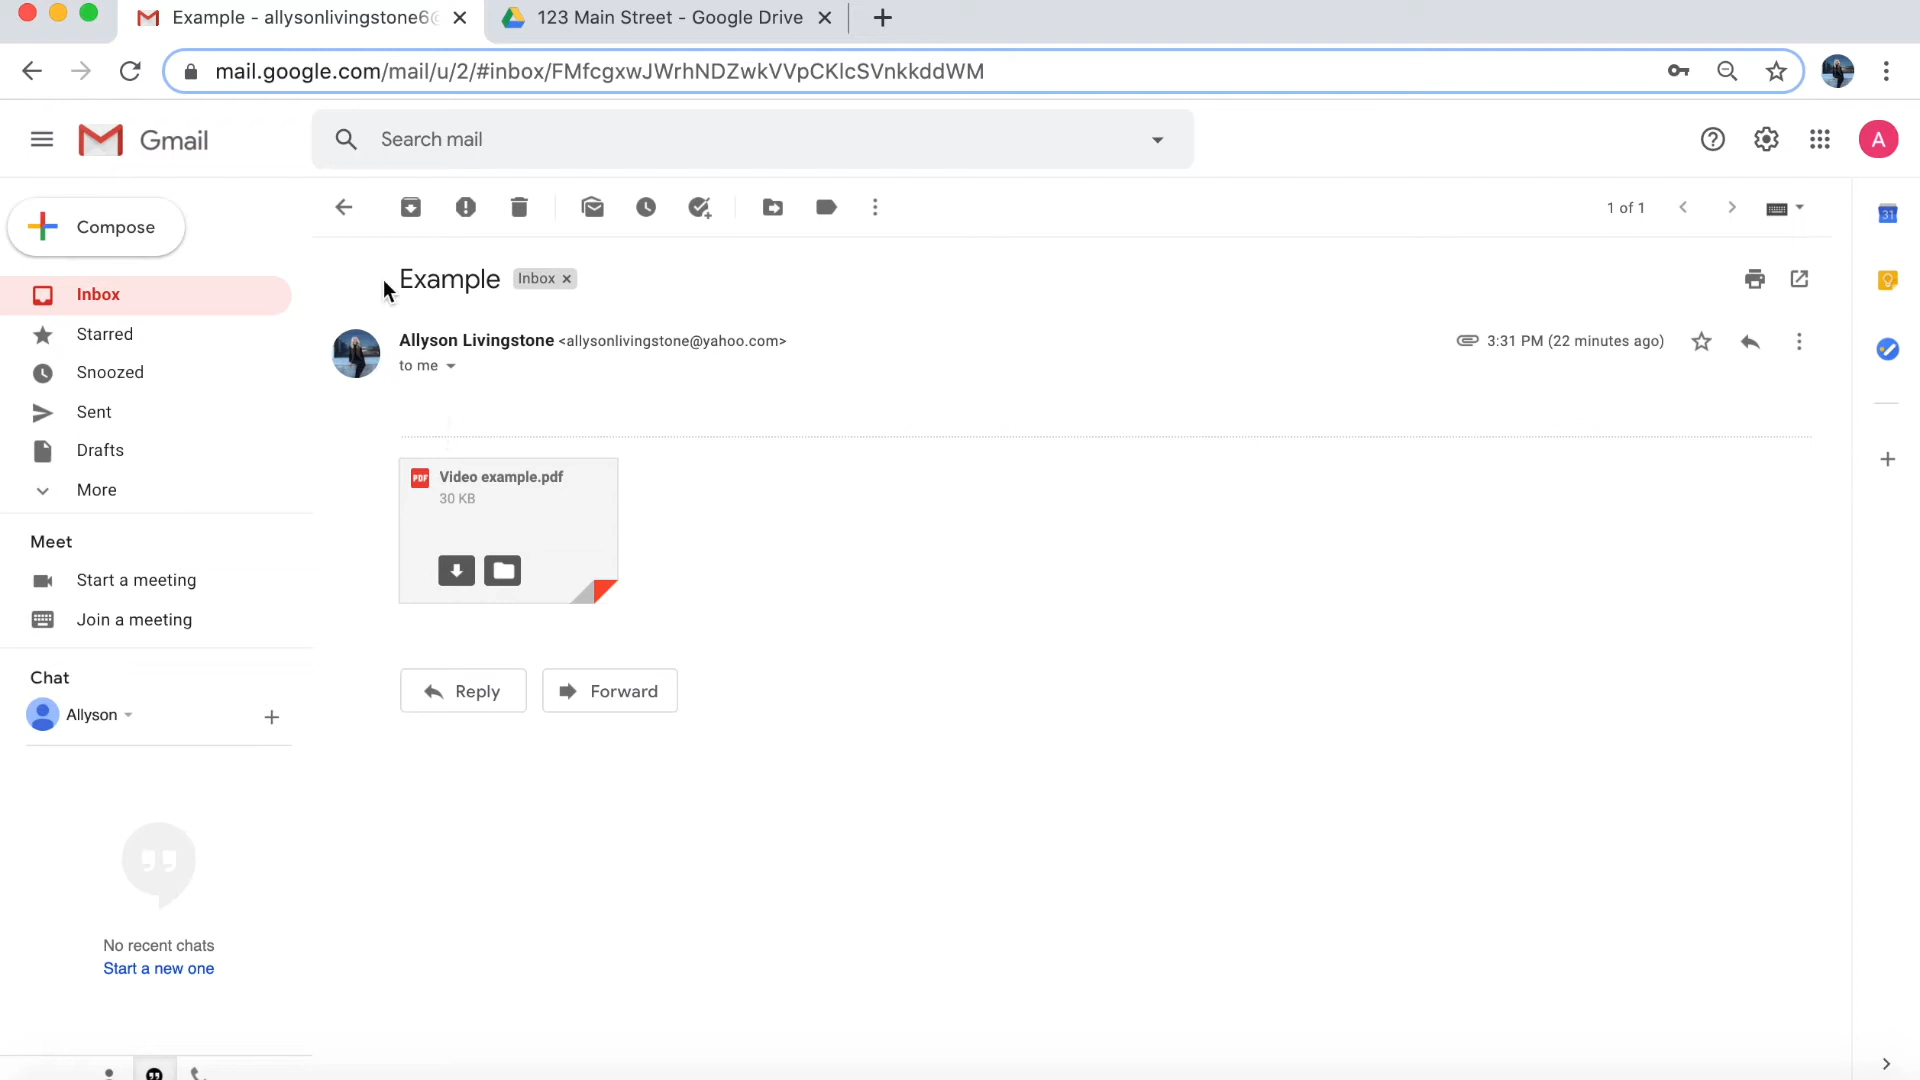 Example - allysonlivingstone6@
123 Main Street - Google Drive
mail.google.com/mail/u/2/#inbox/FMfcgxwJWrhNDZwkVVpCKlcSVnkkddWM
Gmail
Search mail
A
Compose
1 of 1
31
Example
Inbox
Inbox
Allyson Livingstone <allysonlivingstone@yahoo.com>
3:31 PM (22 minutes ago)
to me
Starred
Snoozed
Sent
Drafts
More
PDF
Video example.pdf
30 KB
Meet
Start a meeting
Join a meeting
Reply
Forward
Chat
Allyson
No recent chats
Start a new one